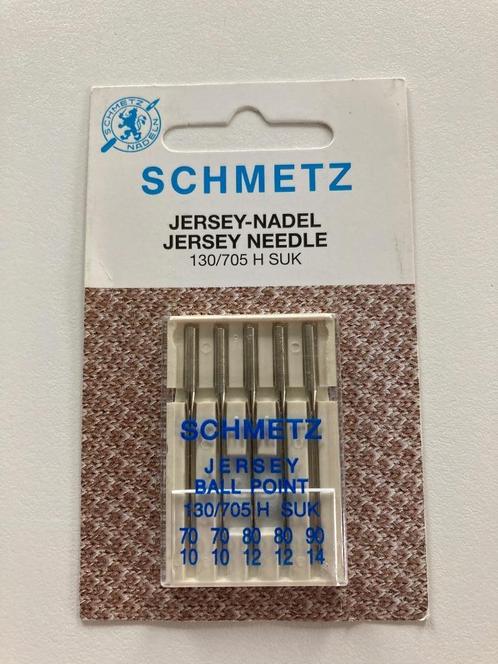 SCHMETZ
NADELN
SCHMETZ
JERSEY-NADEL
JERSEY NEEDLE
130/705 H SUK
SCHMETZ
JERSEY
BALL POINT
130/705 H SUK
70 70 80 80 90
10 10 12 12 14